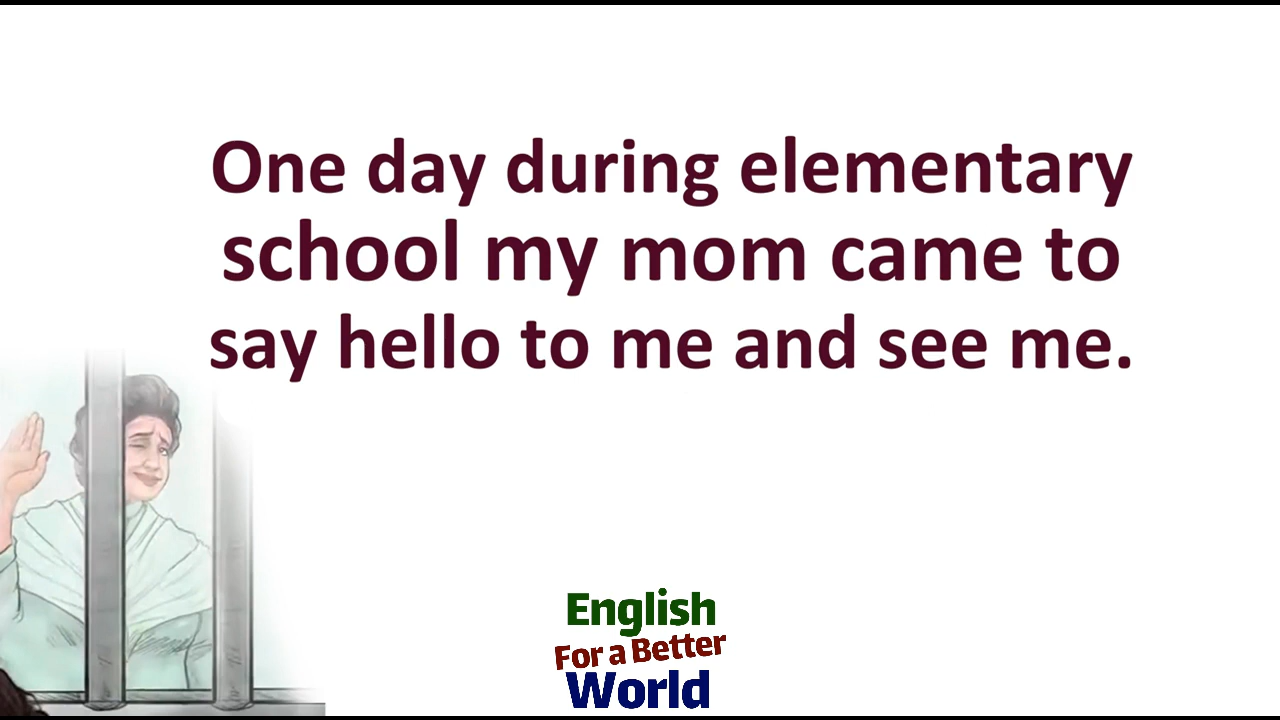 One day during elementary
school my mom came to
say hello to me and see me.
English
For a Better
World